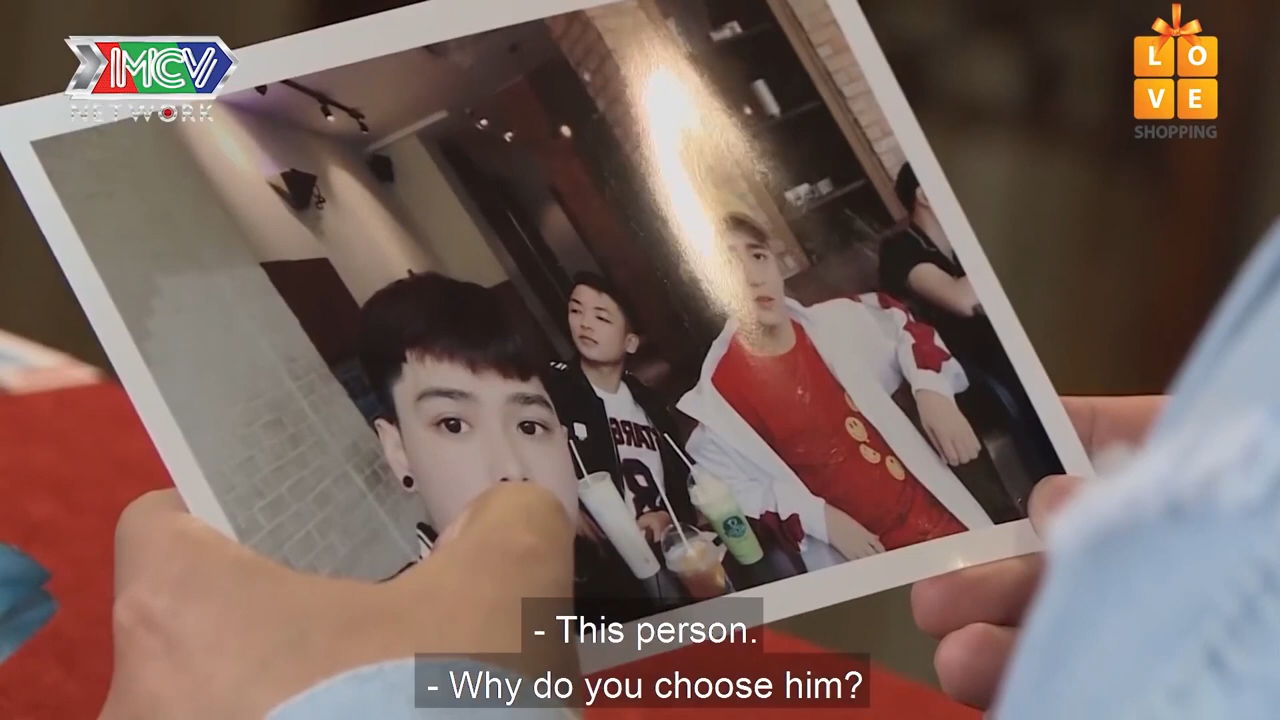 MCV
NETWORK
L O
V E
SHOPPING
- This person.
- Why do you choose him?